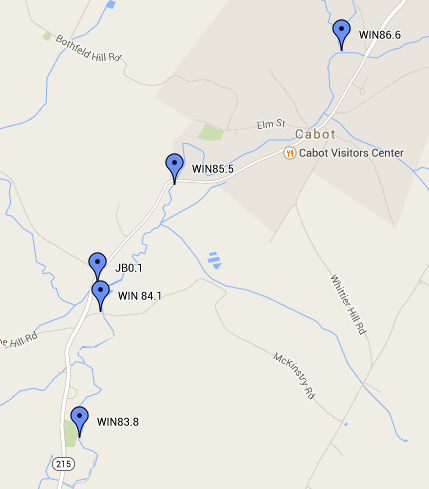 WIN86.6
Bothfeld Hill Rd
Elm St
Cabot
Cabot Visitors Center
WIN85.5
JB0.1
WIN 84.1
Whittier Hill Rd
e Hill Rd
McKinstry Rd
WIN83.8
215